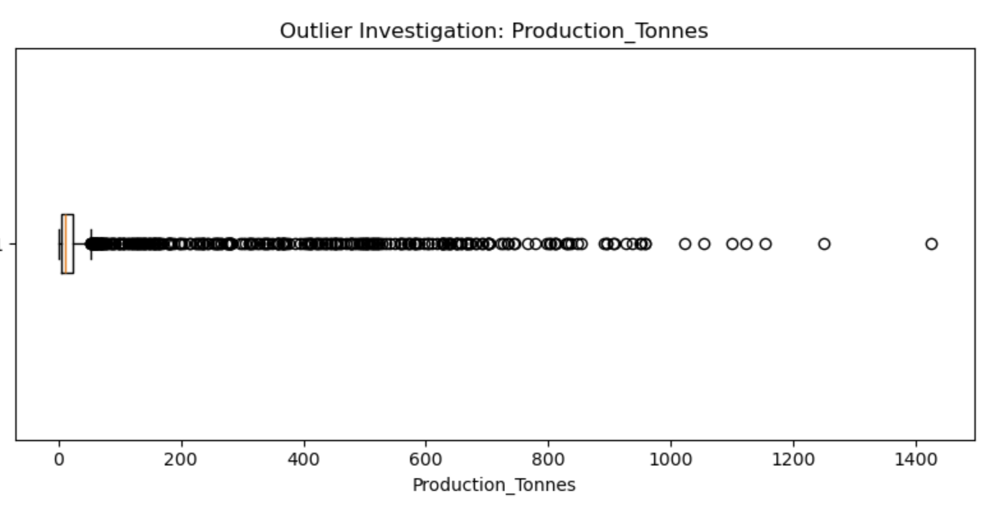 Outlier Investigation: Production_Tonnes
0 200 400 600 800 1000 1200 1400
Production_Tonnes